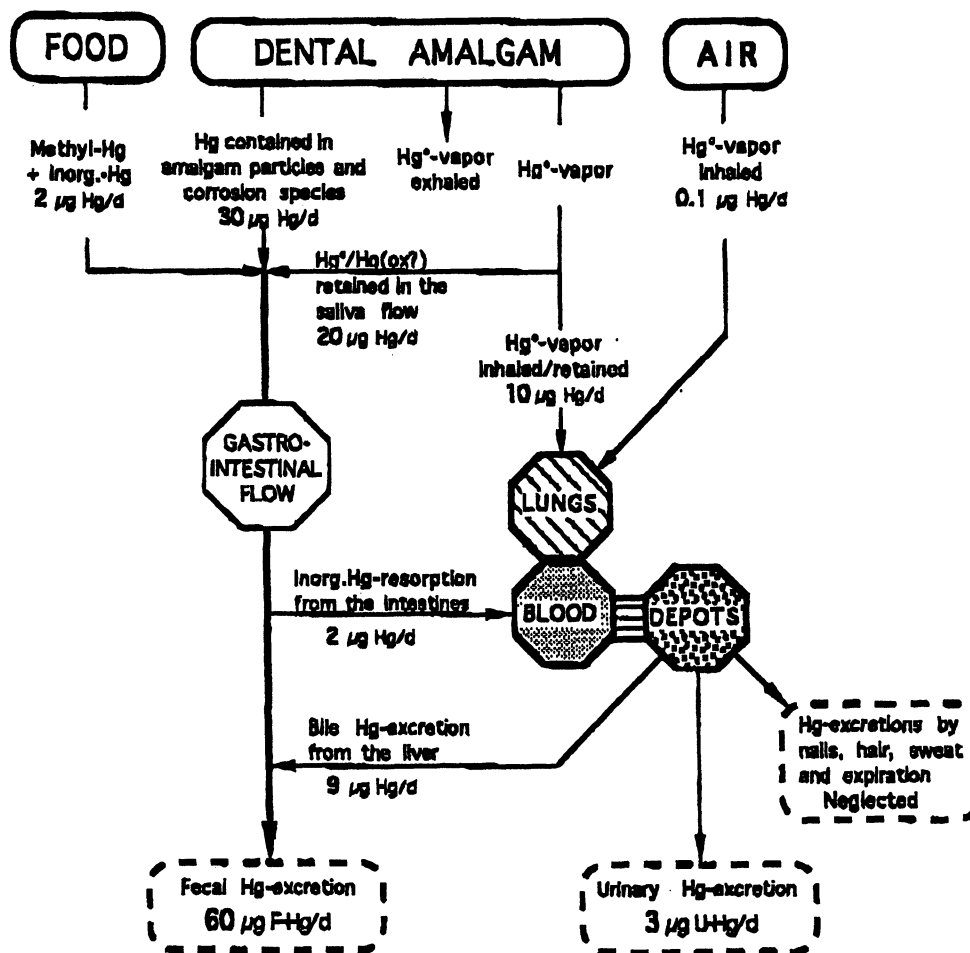 FOOD
DENTAL AMALGAM
AIR
Methyl-Hg
+ Inorg.-Hg
2 µg Hg/d
Hg contained in
amalgam particles and
corrosion species
30 µg Hg/d
Hg°-vapor
exhaled
Hg°-vapor
Hg°-vapor
inhaled
0.1 µg Hg/d
Hg°/Hg(ox?)
retained in the
saliva flow
20 µg Hg/d
Hg°-vapor
inhaled/retained
10 µg Hg/d
GASTRO-
INTESTINAL
FLOW
LUNGS
Inorg.Hg-resorption
from the intestines
2 µg Hg/d
BLOOD
DEPOTS
Bile Hg-excretion
from the liver
9 µg Hg/d
Hg-excretions by
nails, hair, sweat
and expiration
Neglected
Fecal Hg-excretion
60 µg F-Hg/d
Urinary Hg-excretion
3 µg U-Hg/d